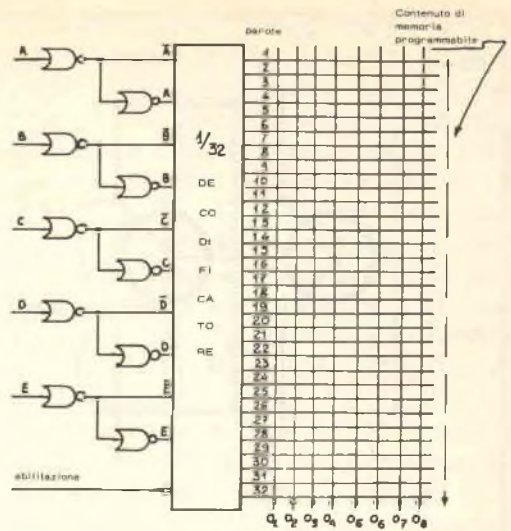 Contenuto di
memoria
programmabile
parole
A
Ā
A
B
B̄
B
C
C̄
C
D
D̄
D
E
Ē
E
abilitazione
1/32
DE
CO
DI
FI
CA
TO
RE
1
2
3
4
5
6
7
8
9
10
11
12
13
14
15
16
17
18
19
20
21
22
23
24
25
26
27
28
29
30
31
32
O1 O2 O3 O4 O5 O6 O7 O8